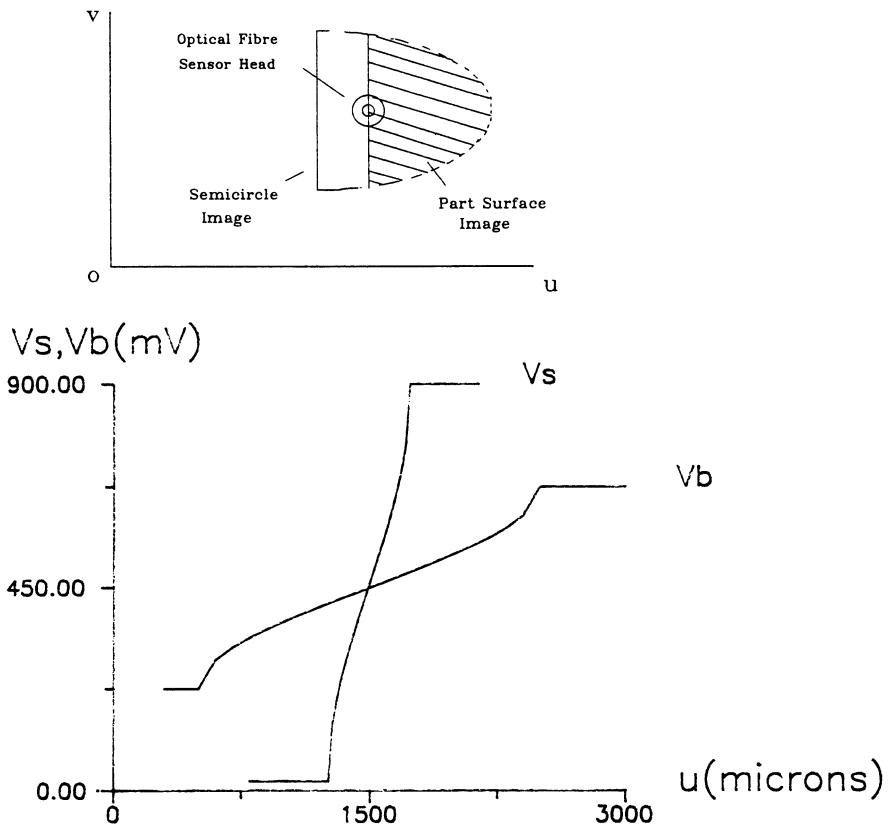 v
Optical Fibre
Sensor Head
Semicircle
Image
Part Surface
Image
o
u
Vs,Vb(mV)
900.00
Vs
Vb
450.00
0.00
0
1500
3000
u(microns)